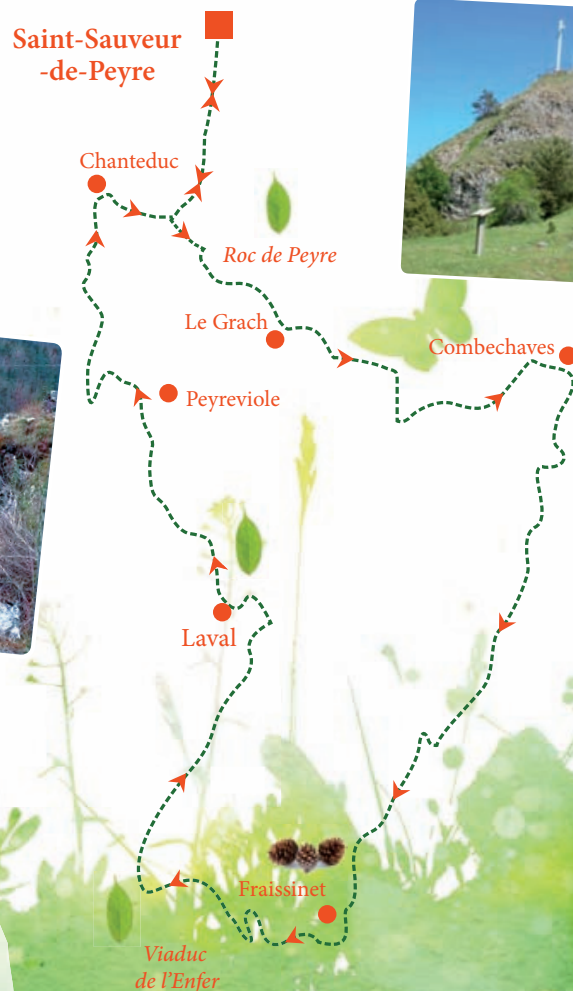 Saint-Sauveur
-de-Peyre
Chanteduc
Roc de Peyre
Le Grach
Combechaves
Peyreviole
Laval
Fraissinet
Viaduc
de l'Enfer